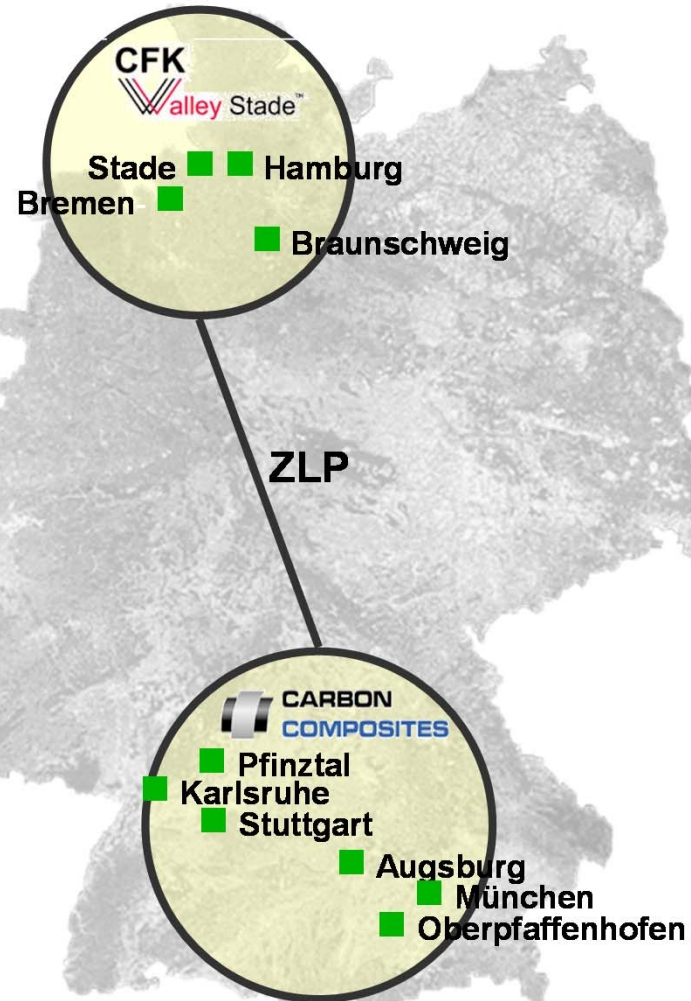 CFK
Valley Stade™
Stade
Hamburg
Bremen
Braunschweig
ZLP
CARBON
COMPOSITES
Pfinztal
Karlsruhe
Stuttgart
Augsburg
München
Oberpfaffenhofen